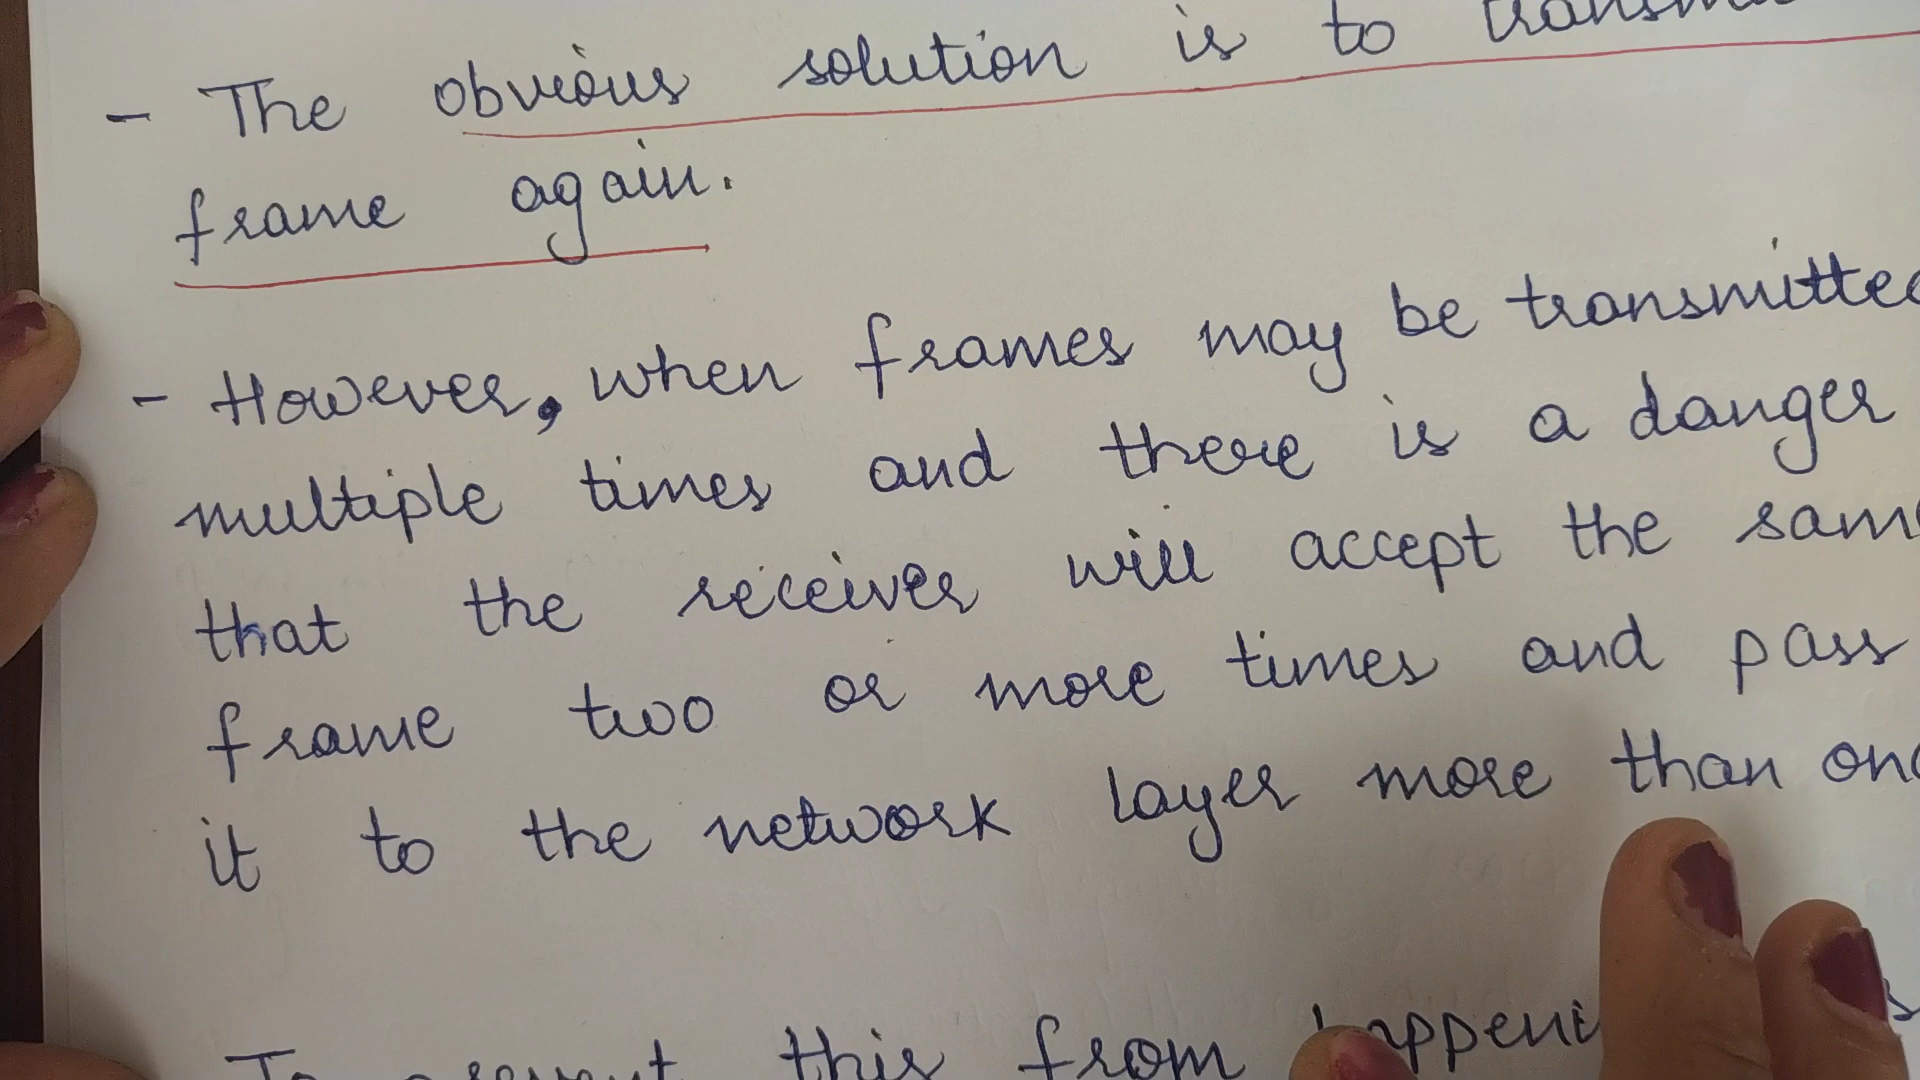 - The obvious solution is to
frame again.
- However, when frames may be transmitted
multiple times and there is a danger
that the receiver will accept the same
frame two or more times and pass
it to the network layer more than
this from